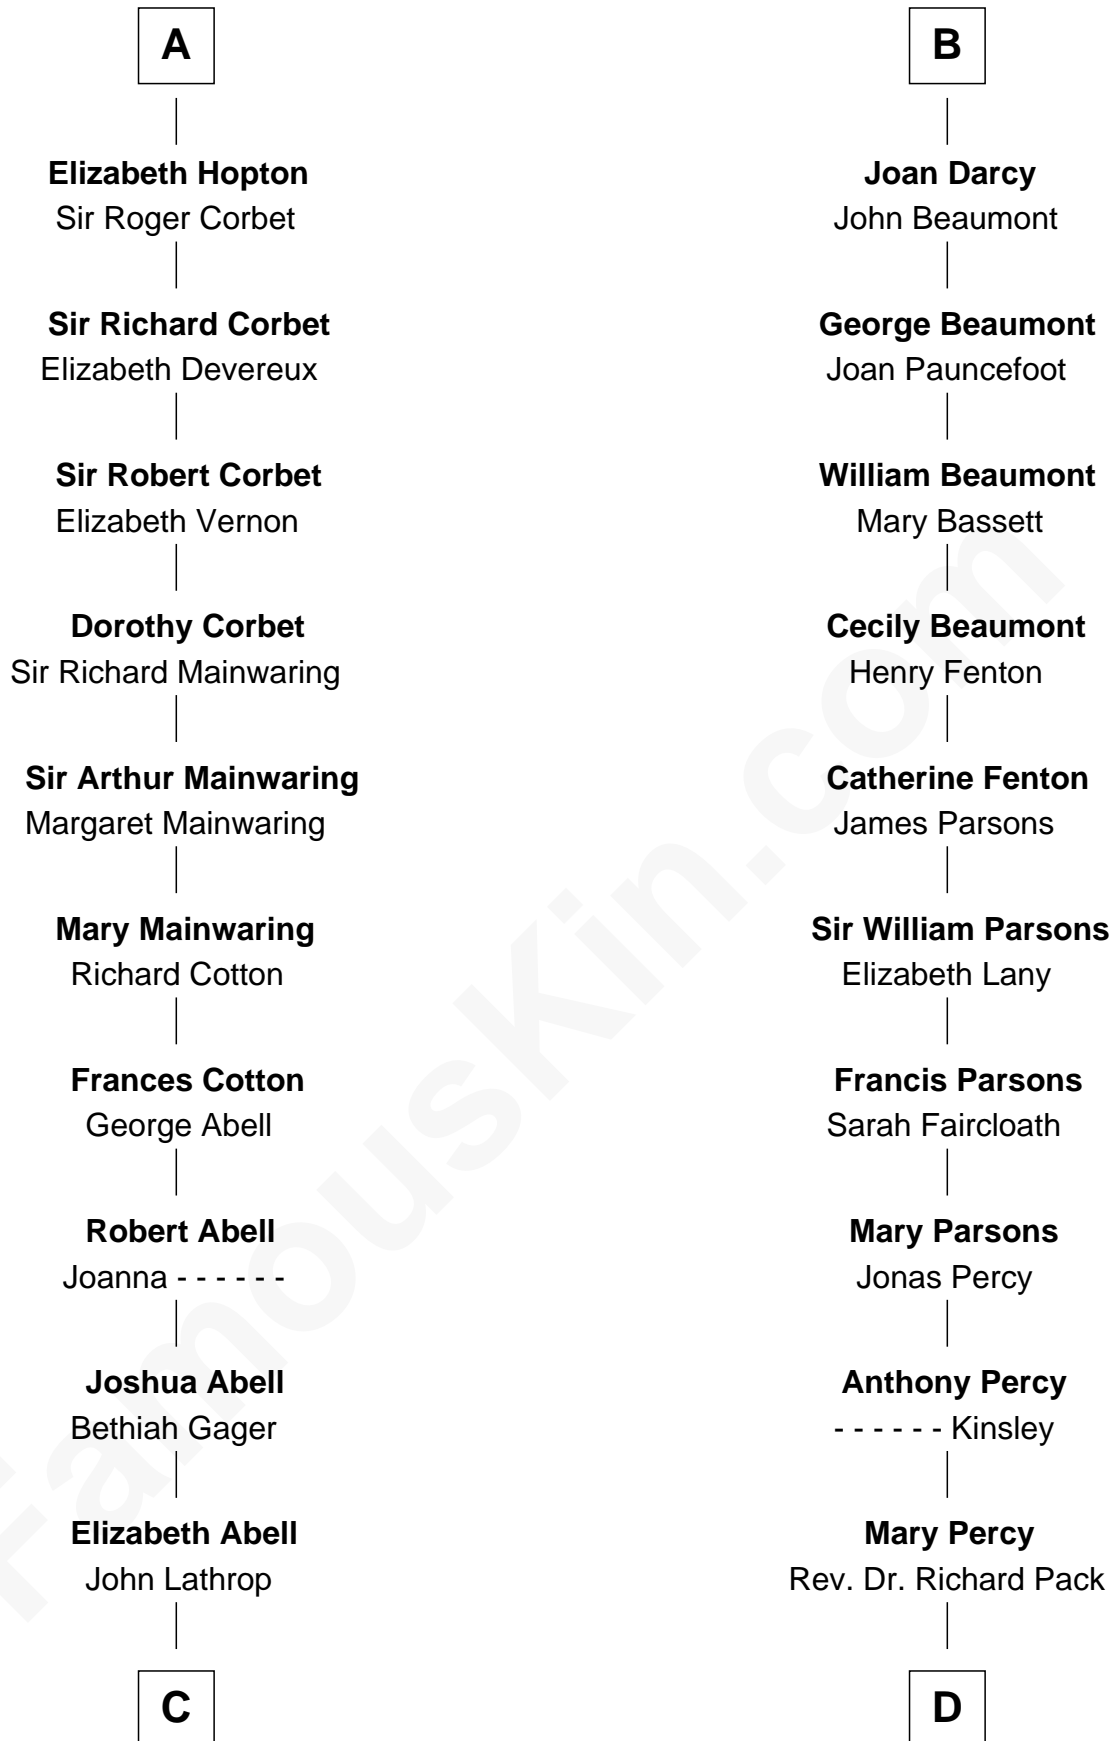 A
Elizabeth Hopton
Sir Roger Corbet
Sir Richard Corbet
Elizabeth Devereux
Sir Robert Corbet
Elizabeth Vernon
Dorothy Corbet
Sir Richard Mainwaring
Sir Arthur Mainwaring
Margaret Mainwaring
Mary Mainwaring
Richard Cotton
Frances Cotton
George Abell
Robert Abell
Joanna - - - - - -
Joshua Abell
Bethiah Gager
Elizabeth Abell
John Lathrop
C
B
Joan Darcy
John Beaumont
George Beaumont
Joan Pauncefoot
William Beaumont
Mary Bassett
Cecily Beaumont
Henry Fenton
Catherine Fenton
James Parsons
Sir William Parsons
Elizabeth Lany
Francis Parsons
Sarah Faircloath
Mary Parsons
Jonas Percy
Anthony Percy
- - - - - - Kinsley
Mary Percy
Rev. Dr. Richard Pack
D
FamousKin.com